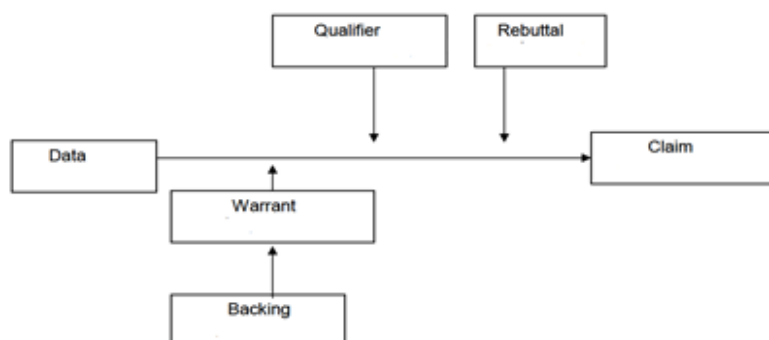 Qualifier
Rebuttal
Data
Claim
Warrant
Backing